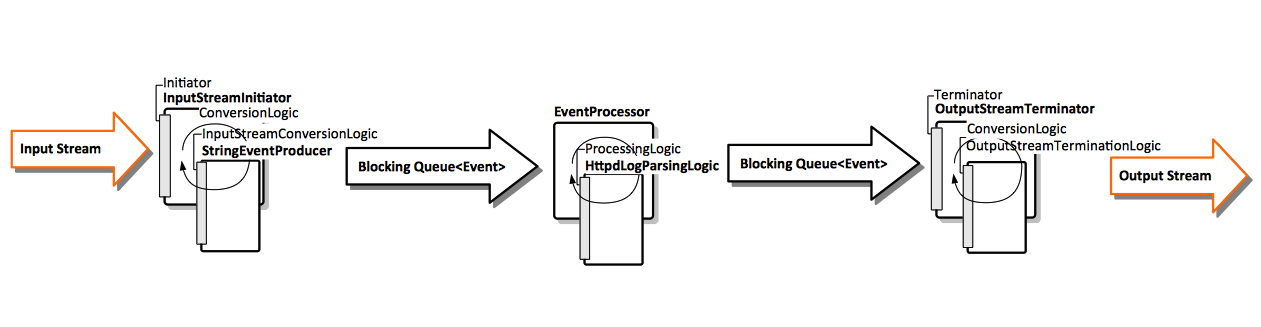 Input Stream
Initiator
InputStreamInitiator
ConversionLogic
InputStreamConversionLogic
StringEventProducer
Blocking Queue<Event>
EventProcessor
ProcessingLogic
HttpdLogParsingLogic
Blocking Queue<Event>
Terminator
OutputStreamTerminator
ConversionLogic
OutputStreamTerminationLogic
Output Stream